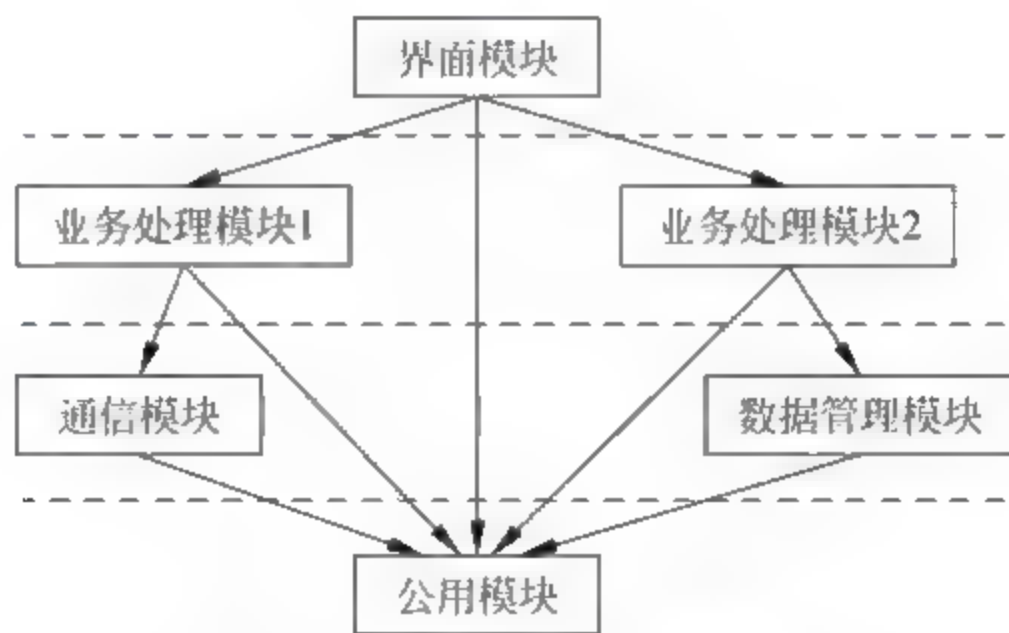 界面模块
业务处理模块1
业务处理模块2
通信模块
数据管理模块
公用模块